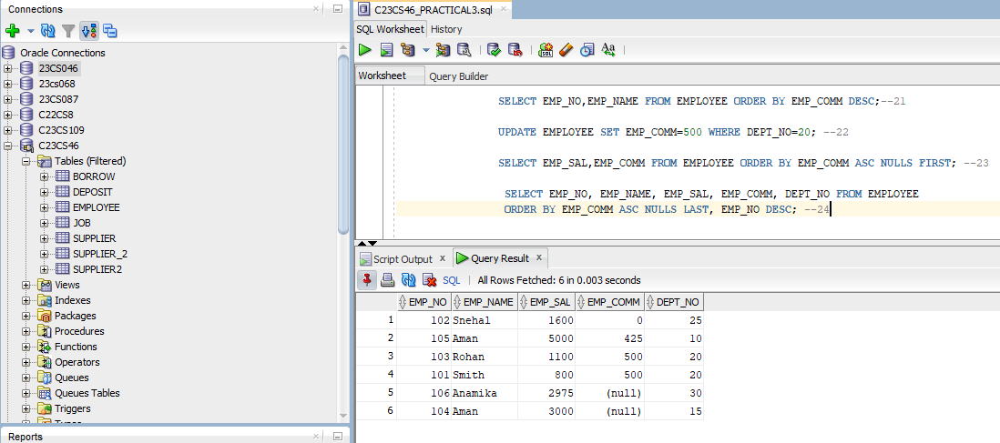 Connections
Oracle Connections
23CS046
23cs068
23CS087
C22CS8
C23CS109
C23CS46
Tables (Filtered)
BORROW
DEPOSIT
EMPLOYEE
JOB
SUPPLIER
SUPPLIER_2
SUPPLIER2
Views
Indexes
Packages
Procedures
Functions
Operators
Queues
Queues Tables
Triggers
Types
Reports
C23CS46_PRACTICAL3.sql
SQL Worksheet History
Worksheet Query Builder
SELECT EMP_NO,EMP_NAME FROM EMPLOYEE ORDER BY EMP_COMM DESC;--21
UPDATE EMPLOYEE SET EMP_COMM=500 WHERE DEPT_NO=20; --22
SELECT EMP_SAL,EMP_COMM FROM EMPLOYEE ORDER BY EMP_COMM ASC NULLS FIRST; --23
SELECT EMP_NO, EMP_NAME, EMP_SAL, EMP_COMM, DEPT_NO FROM EMPLOYEE
ORDER BY EMP_COMM ASC NULLS LAST, EMP_NO DESC; --24
Script Output x Query Result x
SQL | All Rows Fetched: 6 in 0.003 seconds
EMP_NO EMP_NAME EMP_SAL EMP_COMM DEPT_NO
1 102 Snehal 1600 0 25
2 105 Aman 5000 425 10
3 103 Rohan 1100 500 20
4 101 Smith 800 500 20
5 106 Anamika 2975 (null) 30
6 104 Aman 3000 (null) 15